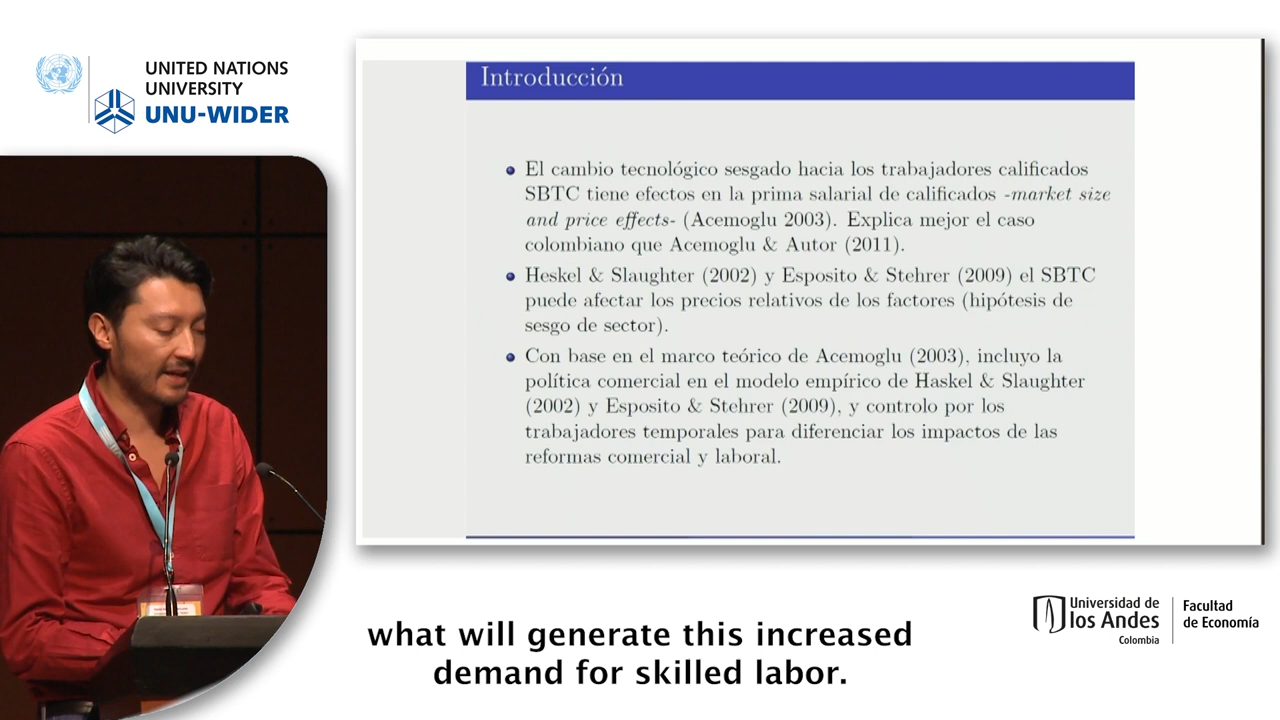 UNITED NATIONS
UNIVERSITY
UNU-WIDER
Introducción
El cambio tecnológico sesgado hacia los trabajadores calificados
SBTC tiene efectos en la prima salarial de calificados -market size
and price effects- (Acemoglu 2003). Explica mejor el caso
colombiano que Acemoglu & Autor (2011).
Heskel & Slaughter (2002) y Esposito & Stehrer (2009) el SBTC
puede afectar los precios relativos de los factores (hipótesis de
sesgo de sector).
Con base en el marco teórico de Acemoglu (2003), incluyo la
política comercial en el modelo empírico de Haskel & Slaughter
(2002) y Esposito & Stehrer (2009), y controlo por los
trabajadores temporales para diferenciar los impactos de las
reformas comercial y laboral.
what will generate this increased
demand for skilled labor.
Universidad de
los Andes
Colombia
Facultad
de Economía